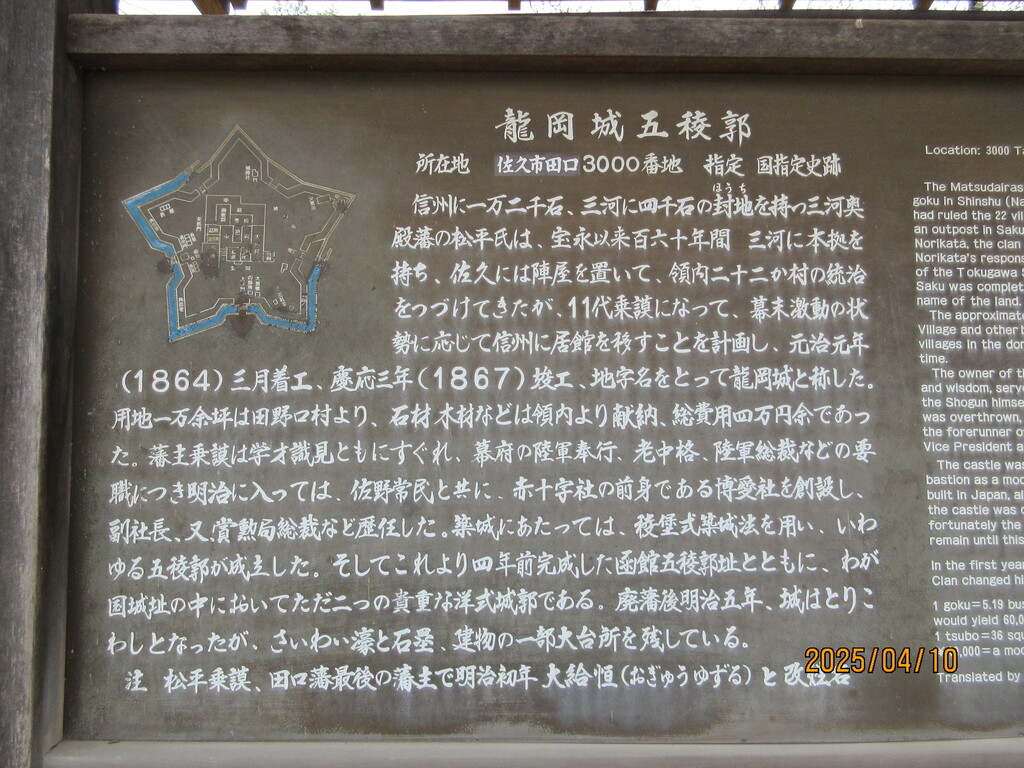 龍岡城五稜郭
所在地 佐久市田口3000番地 指定 国指定史跡
ほうち
信州に一万二千石、三河に四千石の封地を持つ三河奥
殿藩の松平氏は、宝永以来百六十年間 三河に本拠を
持ち、佐久には陣屋を置いて、領内二十二か村の統治
をつづけてきたが、11代乗謨になって、幕末激動の状
勢に応じて信州に居館を移すことを計画し、元治元年
(1864)三月着工、慶応三年(1867)竣工、地字名をとって龍岡城と称した。
用地一万余坪は田野口村より、石材木材などは領内より献納、総費用四万円余であっ
た。藩主乗謨は学才識見ともにすぐれ、幕府の陸軍奉行、老中格、陸軍総裁などの要
職につき明治に入っては、佐野常民と共に、赤十字社の前身である博愛社を創設し、
副社長、又賞勲局総裁など歴任した。築城にあたっては、稜堡式築城法を用い、いわ
ゆる五稜郭が成立した。そしてこれより四年前完成した函館五稜郭址とともに、わが
国城址の中においてただ二つの貴重な洋式城郭である。廃藩後明治五年、城はとりこ
わしとなったが、さいわい濠と石塁、建物の一部大台所を残している。
注 松平乗謨、田口藩最後の藩主で明治初年 大給恒(おぎゅうゆずる)と改姓名
Location: 3000 Ta
The Matsudairas
goku in Shinshu (Na
had ruled the 22 vil
an outpost in Saku
Norikata, the clan
Norikata's respons
of the Tokugawa S
Saku was complet
name of the land.
The approximate
Village and other
villages in the dom
time.
The owner of th
and wisdom, serve
the Shogun himse
was overthrown,
the forerunner of
Vice President a
The castle was
bastion as a mod
built in Japan, al
the castle was d
fortunately the
remain until this
In the first year
Clan changed hi
1 goku=5.19 bus
would yield 60,0
1 tsubo=36 squ
,000=a mod
Translated by
2025/04/10